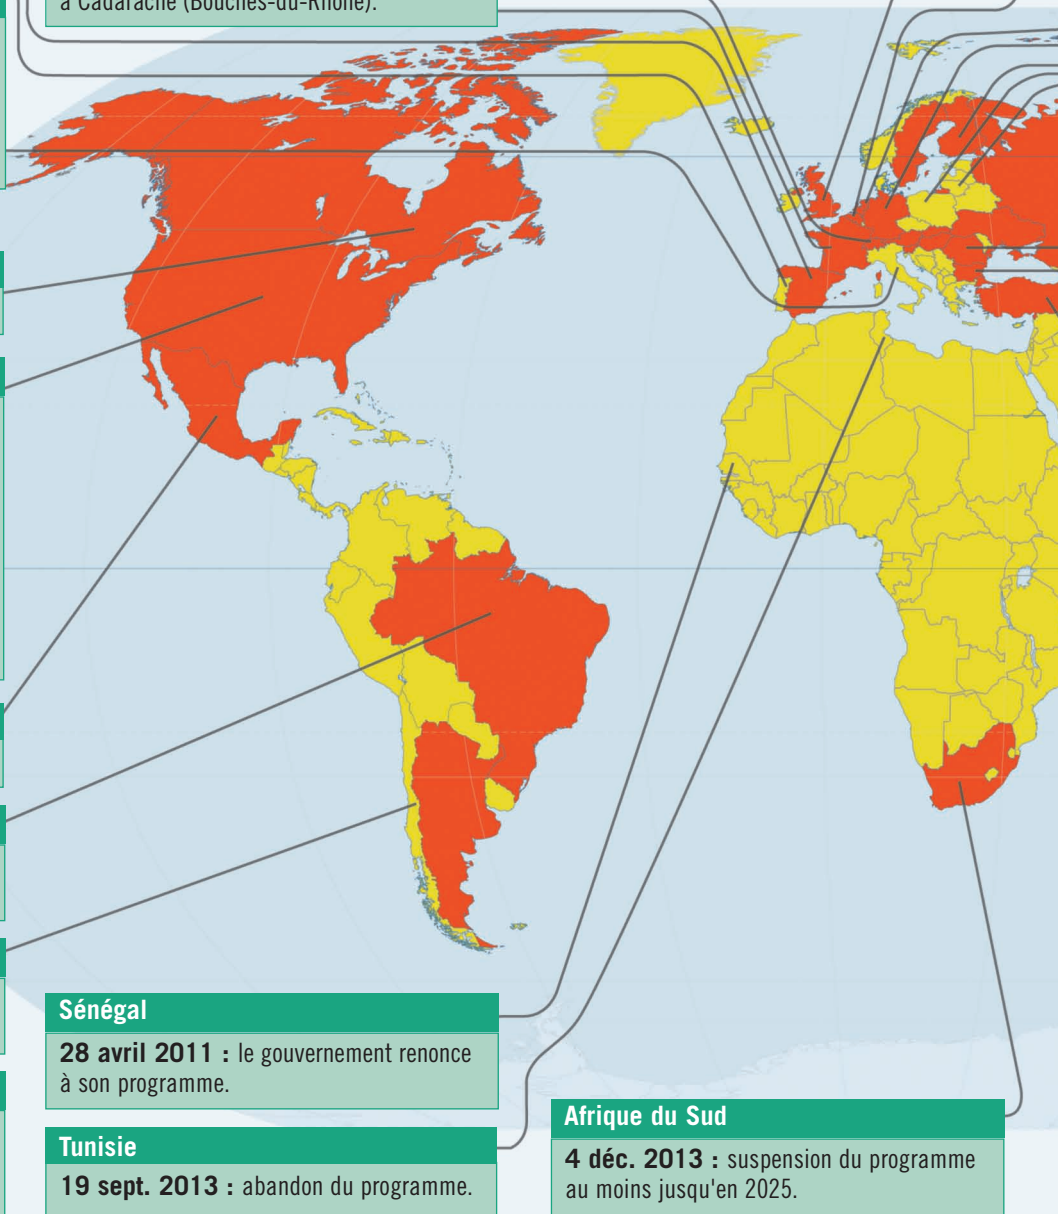 à Cadarache (Bouches-du-Rhône).
Sénégal
28 avril 2011 : le gouvernement renonce
à son programme.
Tunisie
19 sept. 2013 : abandon du programme.
Afrique du Sud
4 déc. 2013 : suspension du programme
au moins jusqu'en 2025.